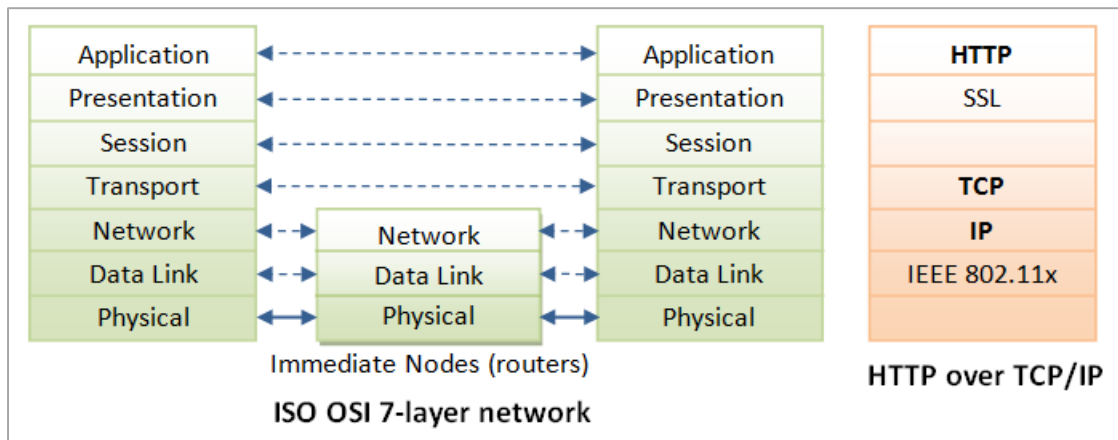 Application
Application
HTTP
Presentation
Presentation
SSL
Session
Session
Transport
Transport
TCP
Network
Network
Network
IP
Data Link
Data Link
Data Link
IEEE 802.11x
Physical
Physical
Physical
Immediate Nodes (routers)
ISO OSI 7-layer network
HTTP over TCP/IP